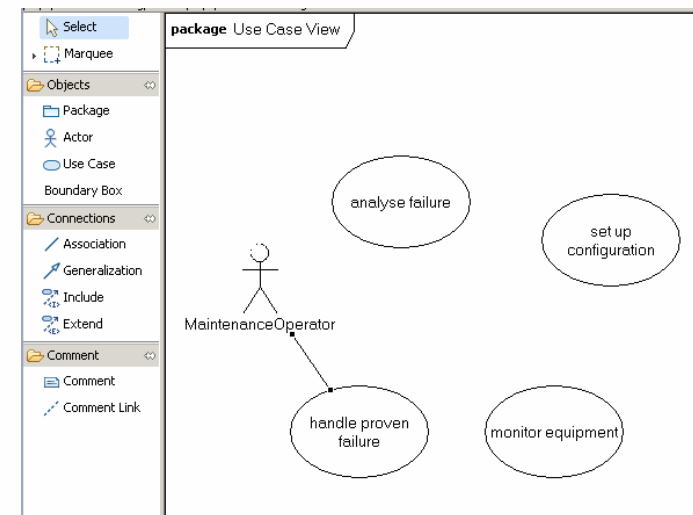 Select
Marquee
Objects
Package
Actor
Use Case
Boundary Box
Connections
Association
Generalization
Include
Extend
Comment
Comment
Comment Link
package Use Case View
analyse failure
set up
configuration
MaintenanceOperator
handle proven
failure
monitor equipment